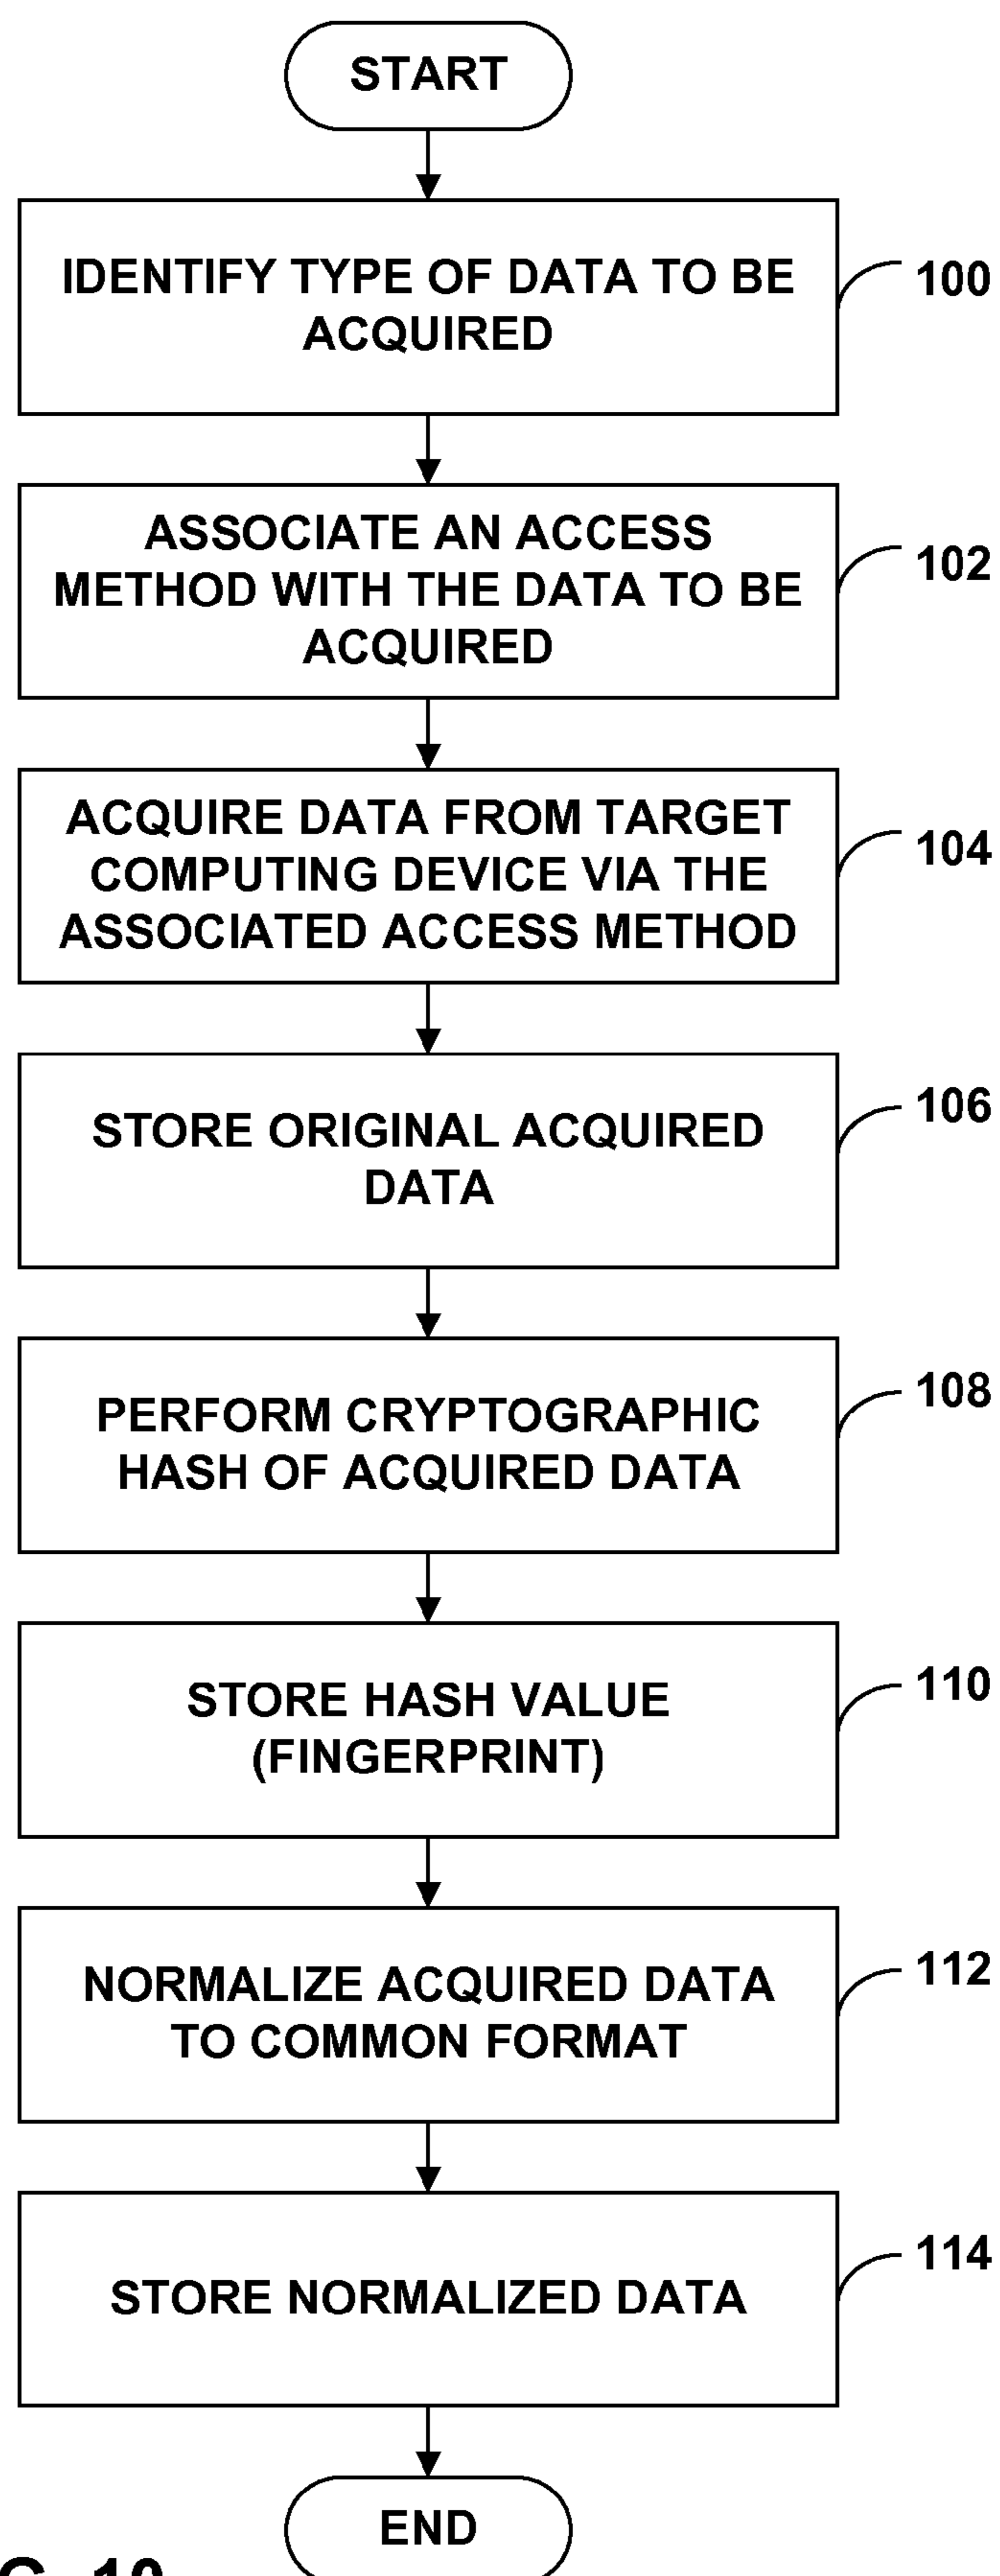 START
IDENTIFY TYPE OF DATA TO BE
ACQUIRED
100
ASSOCIATE AN ACCESS
METHOD WITH THE DATA TO BE
ACQUIRED
102
ACQUIRE DATA FROM TARGET
COMPUTING DEVICE VIA THE
ASSOCIATED ACCESS METHOD
104
STORE ORIGINAL ACQUIRED
DATA
106
PERFORM CRYPTOGRAPHIC
HASH OF ACQUIRED DATA
108
STORE HASH VALUE
(FINGERPRINT)
110
NORMALIZE ACQUIRED DATA
TO COMMON FORMAT
112
STORE NORMALIZED DATA
114
END